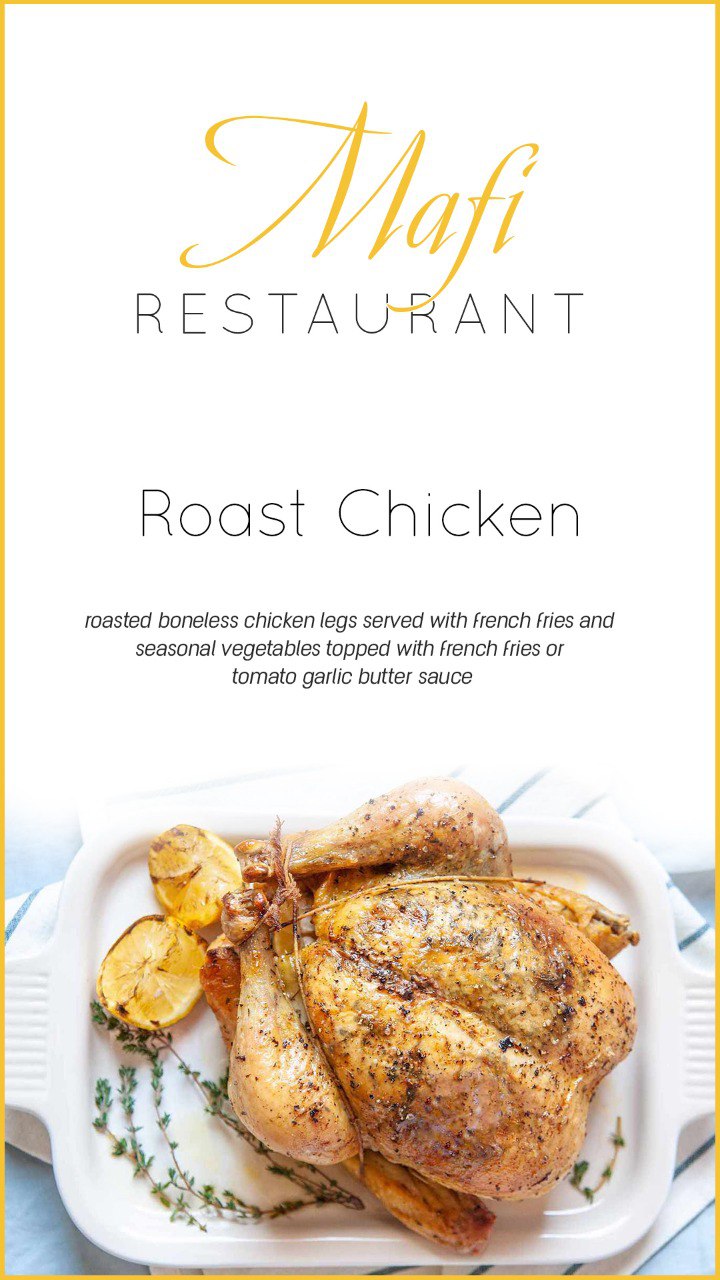 Mafi
RESTAURANT
Roast Chicken
roasted boneless chicken legs served with french fries and
seasonal vegetables topped with french fries or
tomato garlic butter sauce